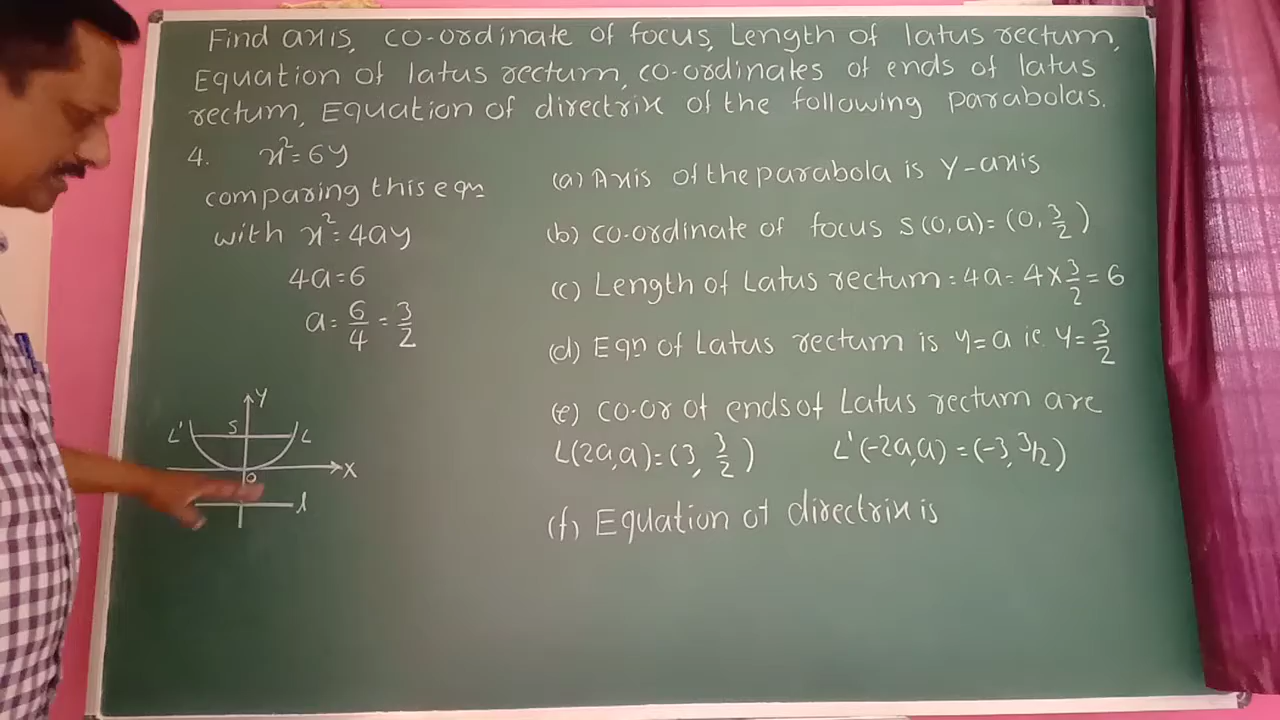 Find axis, co-ordinate of focus, Length of latus rectum,
Equation of latus rectum, co-ordinates of ends of latus
rectum, Equation of directrix of the following parabolas.
4. x²=6y
comparing this eqn
with x²=4ay
4a=6
a=6/4=3/2
Y
L' S L
X
O
l
(a) Axis of the parabola is Y-axis
(b) co-ordinate of focus S(0,a)=(0,3/2)
(c) Length of Latus rectum=4a=4×3/2=6
(d) Eqn of Latus rectum is y=a ie. y=3/2
(e) co-or of ends of Latus rectum are
L(2a,a)=(3,3/2) L'(-2a,a)=(-3,3/2)
(f) Equation of directrix is